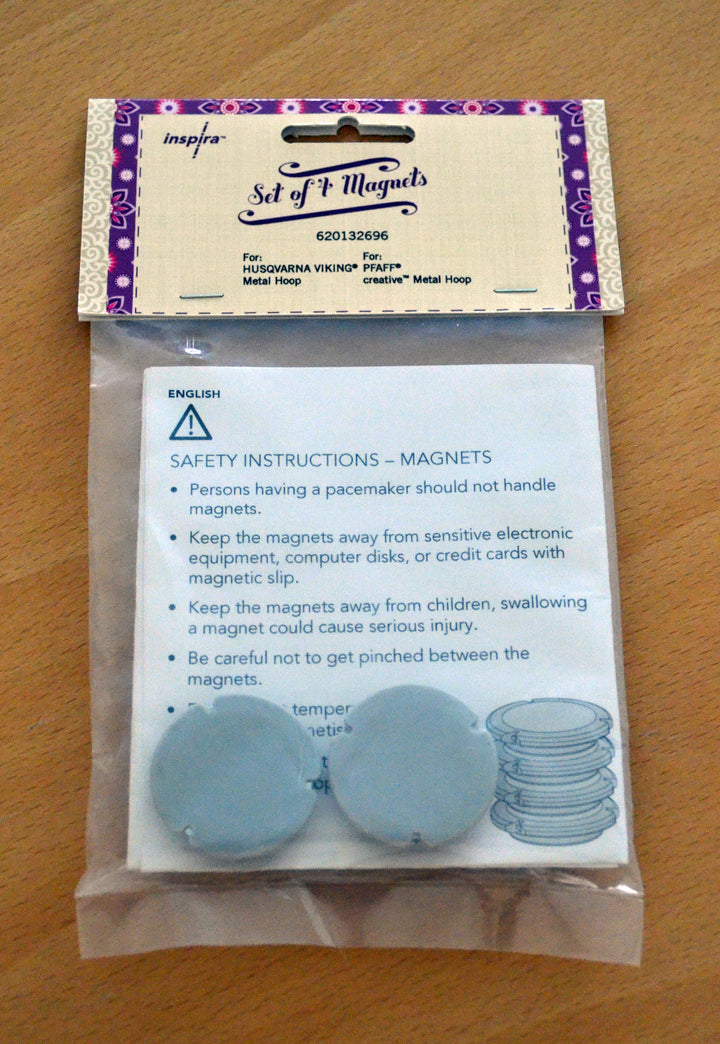 inspira™
Set of 4 Magnets
620132696
For:
HUSQVARNA VIKING®
Metal Hoop
For:
PFAFF®
creative™ Metal Hoop
ENGLISH
SAFETY INSTRUCTIONS – MAGNETS
• Persons having a pacemaker should not handle
magnets.
• Keep the magnets away from sensitive electronic
equipment, computer disks, or credit cards with
magnetic slip.
• Keep the magnets away from children, swallowing
a magnet could cause serious injury.
• Be careful not to get pinched between the
magnets.
•